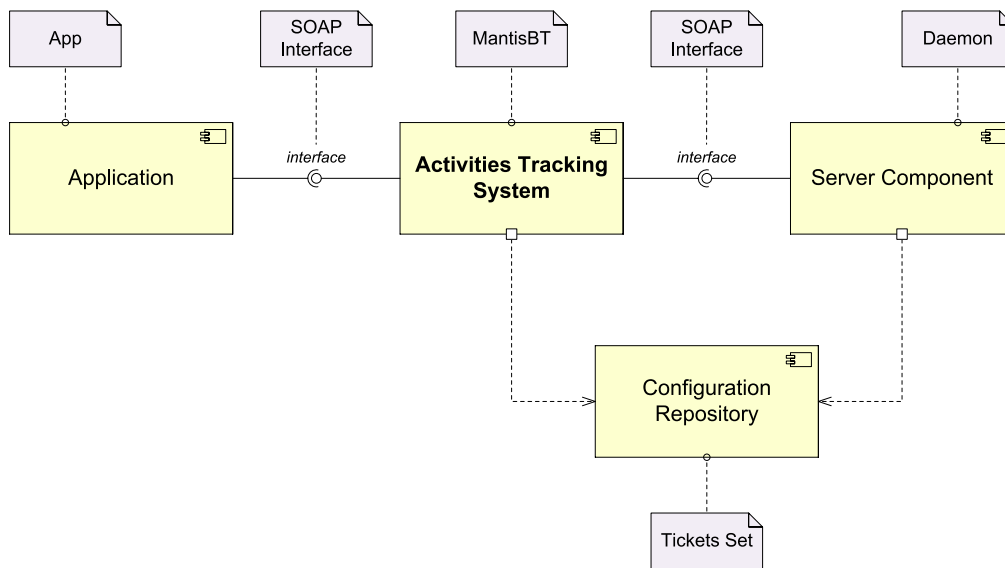 App
SOAP
Interface
MantisBT
SOAP
Interface
Daemon
interface
interface
Application
Activities Tracking
System
Server Component
Configuration
Repository
Tickets Set